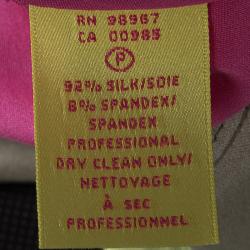 RN 98967
CA 00985
P
92% SILK/SOIE
8% SPANDEX/
SPANDEX
PROFESSIONAL
DRY CLEAN ONLY/
NETTOYAGE
À SEC
PROFESSIONNEL